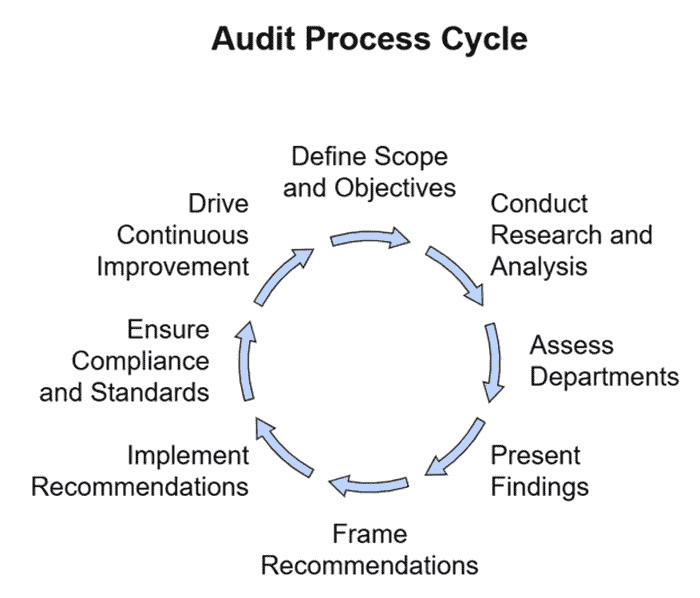 Audit Process Cycle
Define Scope
and Objectives
Conduct
Research and
Analysis
Assess
Departments
Present
Findings
Frame
Recommendations
Implement
Recommendations
Ensure
Compliance
and Standards
Drive
Continuous
Improvement